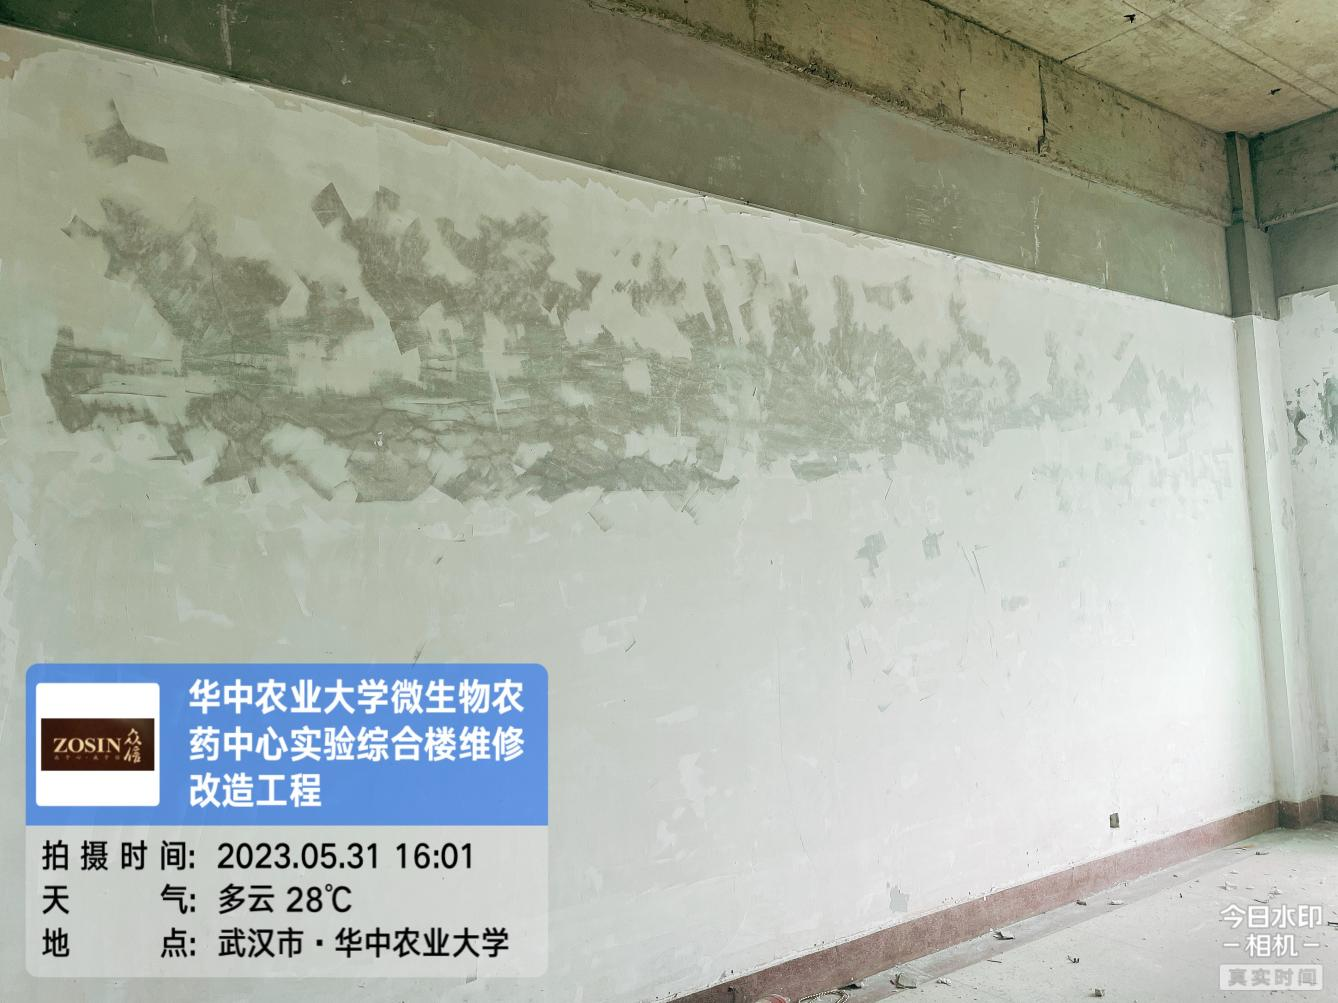 华中农业大学微生物农
药中心实验综合楼维修
改造工程
ZOSIN众信
拍摄时间: 2023.05.31 16:01
天气: 多云 28℃
地点: 武汉市·华中农业大学
今日水印
-相机-
真实时间